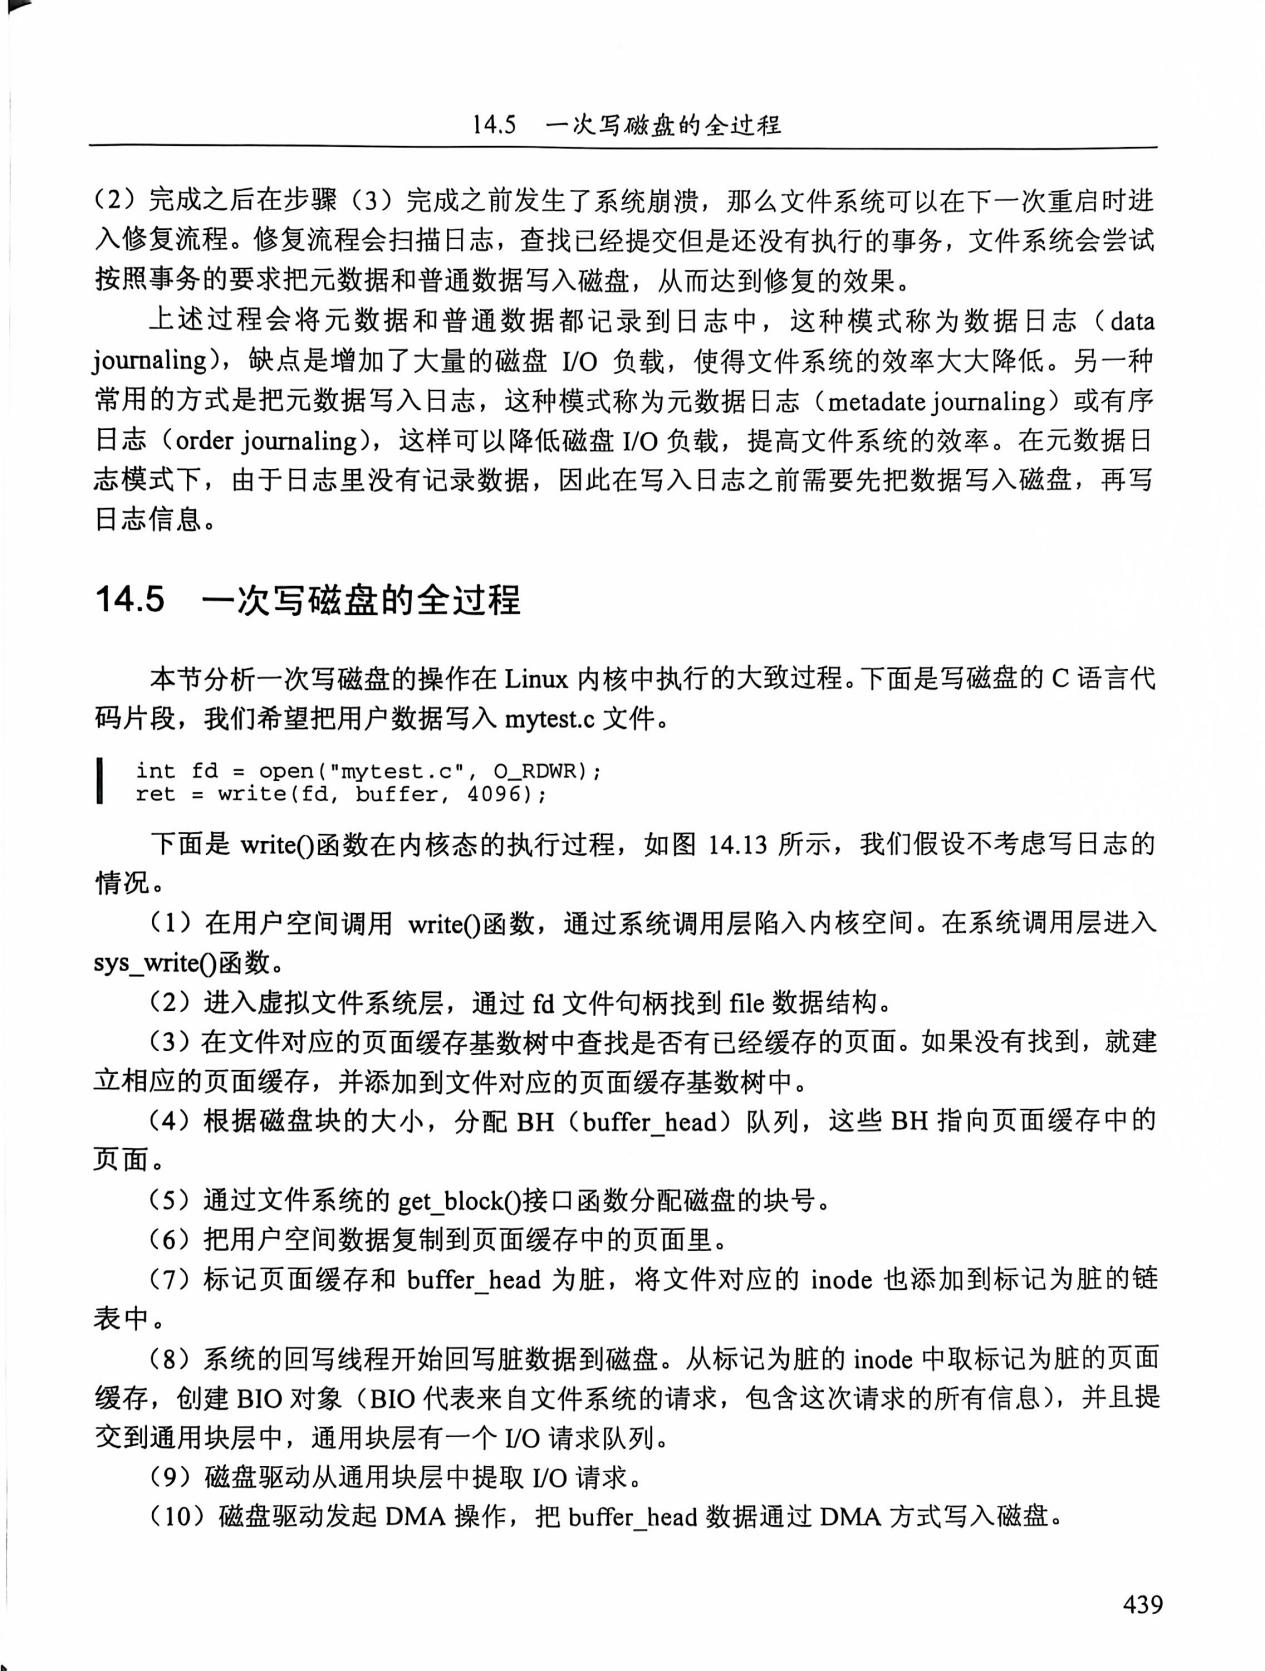 14.5 一次写磁盘的全过程
（2）完成之后在步骤（3）完成之前发生了系统崩溃，那么文件系统可以在下一次重启时进
入修复流程。修复流程会扫描日志，查找已经提交但是还没有执行的事务，文件系统会尝试
按照事务的要求把元数据和普通数据写入磁盘，从而达到修复的效果。
上述过程会将元数据和普通数据都记录到日志中，这种模式称为数据日志（data
journaling），缺点是增加了大量的磁盘 I/O 负载，使得文件系统的效率大大降低。另一种
常用的方式是把元数据写入日志，这种模式称为元数据日志（metadate journaling）或有序
日志（order journaling），这样可以降低磁盘 I/O 负载，提高文件系统的效率。在元数据日
志模式下，由于日志里没有记录数据，因此在写入日志之前需要先把数据写入磁盘，再写
日志信息。
14.5 一次写磁盘的全过程
本节分析一次写磁盘的操作在 Linux 内核中执行的大致过程。下面是写磁盘的 C 语言代
码片段，我们希望把用户数据写入 mytest.c 文件。
int fd = open("mytest.c", O_RDWR);
ret = write(fd, buffer, 4096);
下面是 write()函数在内核态的执行过程，如图 14.13 所示，我们假设不考虑写日志的
情况。
（1）在用户空间调用 write()函数，通过系统调用层陷入内核空间。在系统调用层进入
sys_write()函数。
（2）进入虚拟文件系统层，通过 fd 文件句柄找到 file 数据结构。
（3）在文件对应的页面缓存基数树中查找是否有已经缓存的页面。如果没有找到，就建
立相应的页面缓存，并添加到文件对应的页面缓存基数树中。
（4）根据磁盘块的大小，分配 BH（buffer_head）队列，这些 BH 指向页面缓存中的
页面。
（5）通过文件系统的 get_block()接口函数分配磁盘的块号。
（6）把用户空间数据复制到页面缓存中的页面里。
（7）标记页面缓存和 buffer_head 为脏，将文件对应的 inode 也添加到标记为脏的链
表中。
（8）系统的回写线程开始回写脏数据到磁盘。从标记为脏的 inode 中取标记为脏的页面
缓存，创建 BIO 对象（BIO 代表来自文件系统的请求，包含这次请求的所有信息），并且提
交到通用块层中，通用块层有一个 I/O 请求队列。
（9）磁盘驱动从通用块层中提取 I/O 请求。
（10）磁盘驱动发起 DMA 操作，把 buffer_head 数据通过 DMA 方式写入磁盘。
439